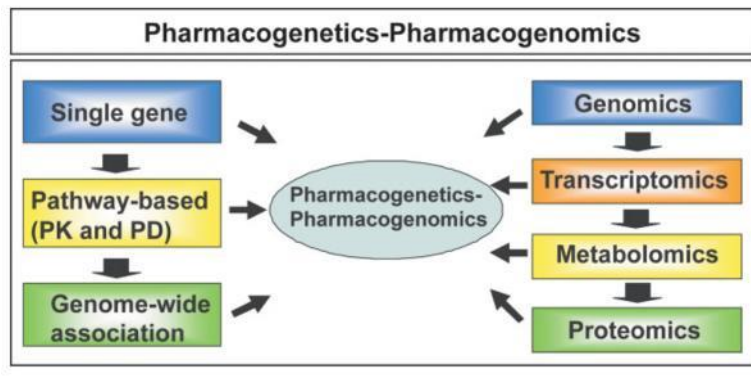 Pharmacogenetics-Pharmacogenomics
Single gene
Pathway-based
(PK and PD)
Genome-wide
association
Pharmacogenetics-
Pharmacogenomics
Genomics
Transcriptomics
Metabolomics
Proteomics